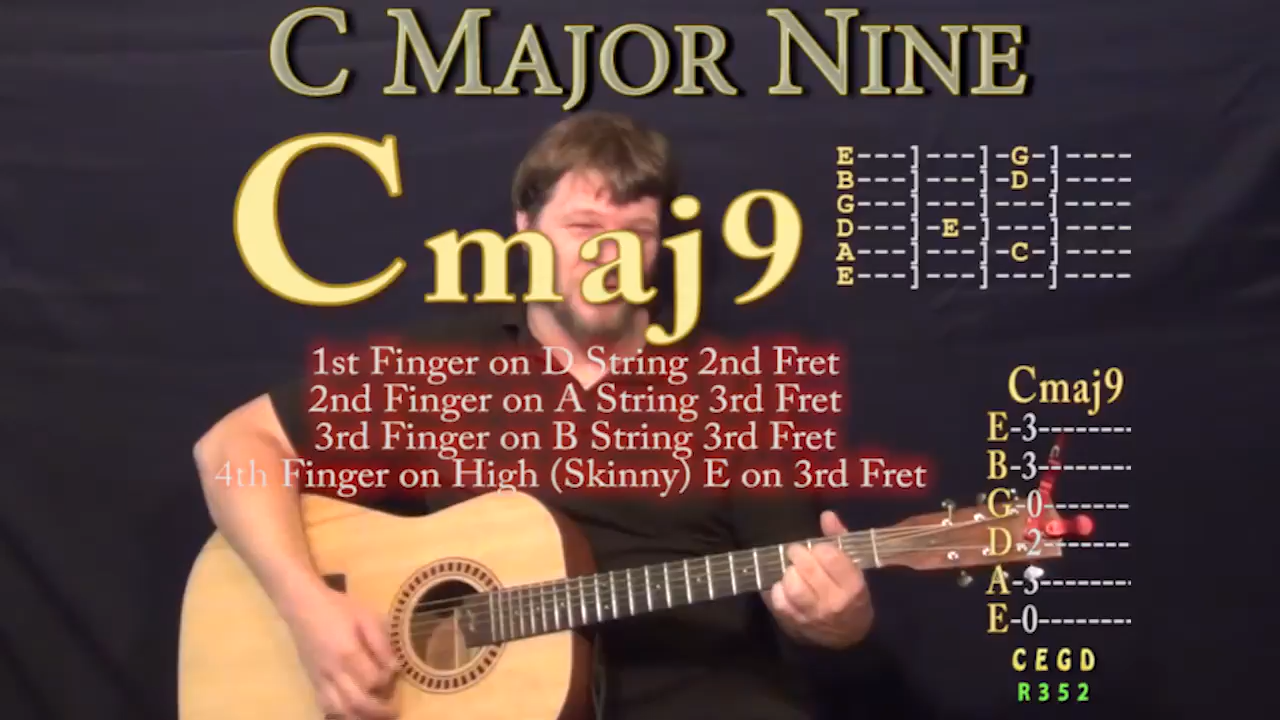 C MAJOR NINE
Cmaj9
E---]---]-G-]----
B---]---]-D-]----
G---]---]---]----
D---]-E-]---]----
A---]---]-C-]----
E---]---]---]----
1st Finger on D String 2nd Fret
2nd Finger on A String 3rd Fret
3rd Finger on B String 3rd Fret
4th Finger on High (Skinny) E on 3rd Fret
Cmaj9
E-3-------
B-3-------
G-0-------
D-2-------
A-3-------
E-0-------
C E G D
R 3 5 2